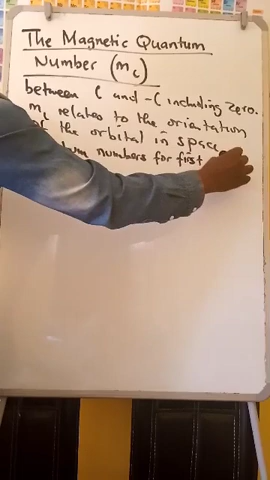 The Magnetic Quantum
Number (mℓ)
between ℓ and -ℓ including zero.
mℓ relates to the orientation
of the orbital in space
numbers for first